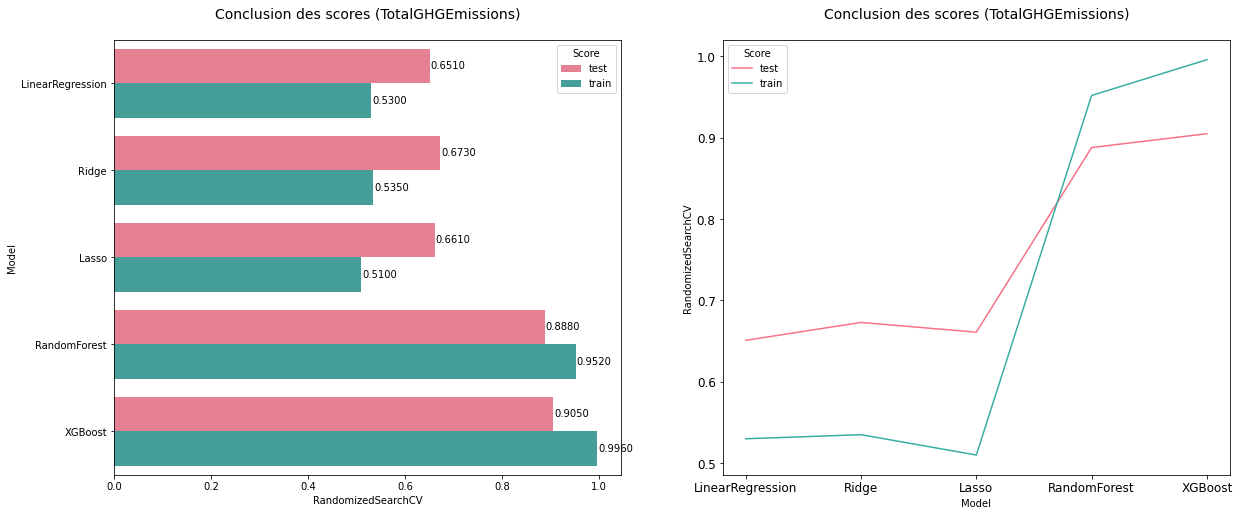 Conclusion des scores (TotalGHGEmissions)
Score
test
train
LinearRegression
Ridge
Lasso
RandomForest
XGBoost
Model
0.6510
0.5300
0.6730
0.5350
0.6610
0.5100
0.8880
0.9520
0.9050
0.9960
0.0 0.2 0.4 0.6 0.8 1.0
RandomizedSearchCV
Conclusion des scores (TotalGHGEmissions)
Score
test
train
1.0
0.9
0.8
0.7
0.6
0.5
RandomizedSearchCV
LinearRegression Ridge Lasso RandomForest XGBoost
Model